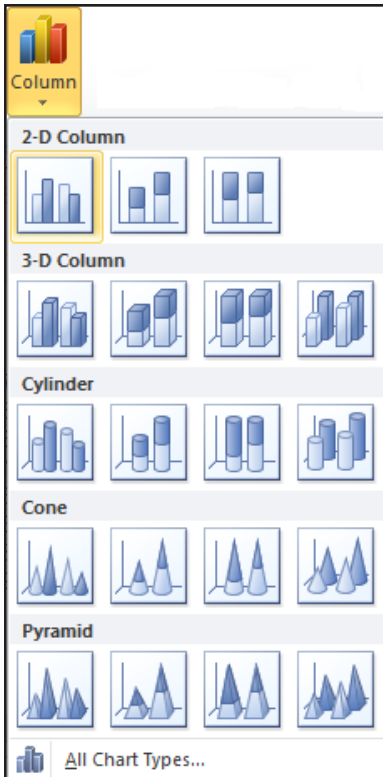 Column
2-D Column
3-D Column
Cylinder
Cone
Pyramid
All Chart Types...